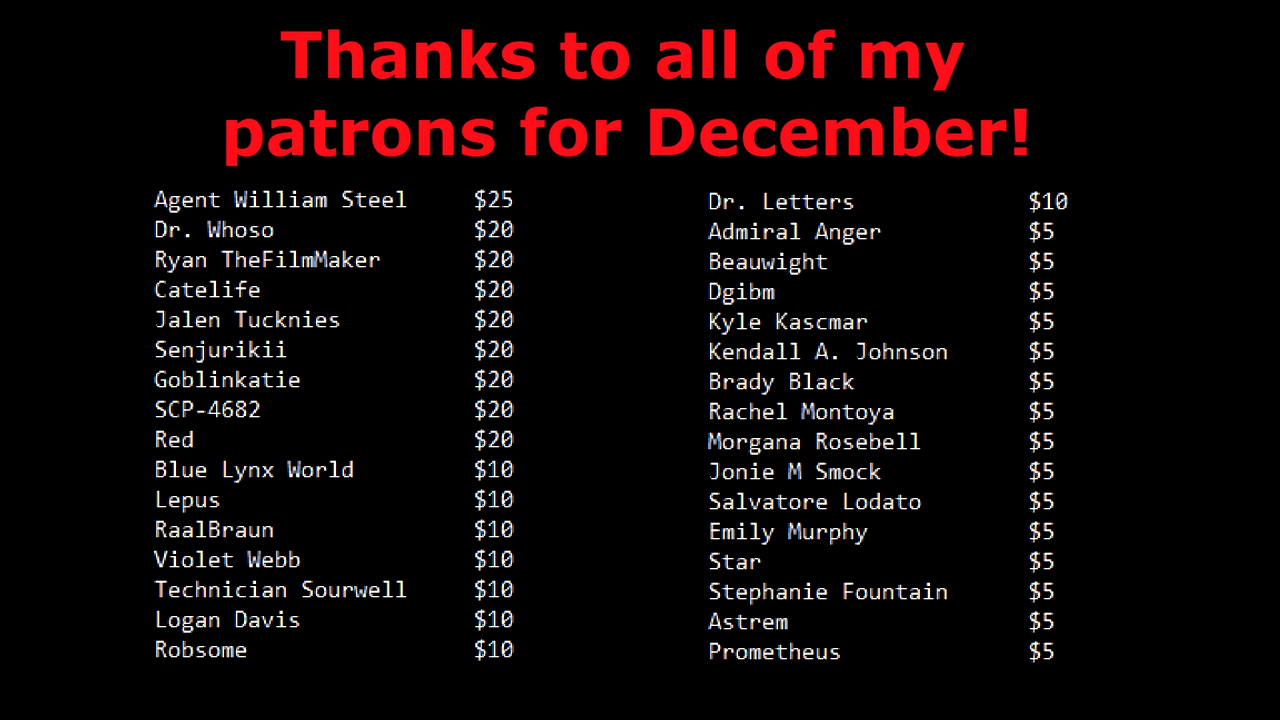 Thanks to all of my
patrons for December!
Agent William Steel $25
Dr. Whoso $20
Ryan TheFilmMaker $20
Catelife $20
Jalen Tucknies $20
Senjurikii $20
Goblinkatie $20
SCP-4682 $20
Red $20
Blue Lynx World $10
Lepus $10
RaalBraun $10
Violet Webb $10
Technician Sourwell $10
Logan Davis $10
Robsome $10
Dr. Letters $10
Admiral Anger $5
Beauwight $5
Dgibm $5
Kyle Kascmar $5
Kendall A. Johnson $5
Brady Black $5
Rachel Montoya $5
Morgana Rosebell $5
Jonie M Smock $5
Salvatore Lodato $5
Emily Murphy $5
Star $5
Stephanie Fountain $5
Astrem $5
Prometheus $5